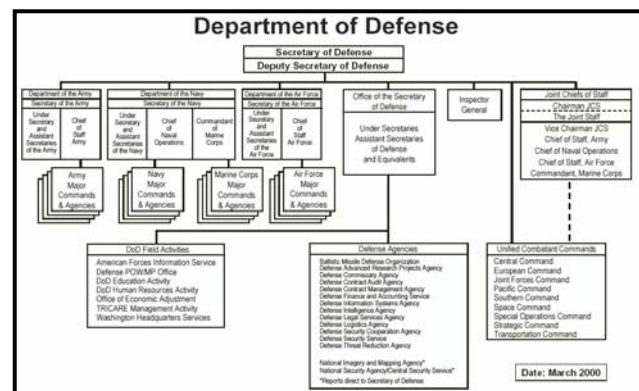 Department of Defense
Secretary of Defense
Deputy Secretary of Defense
Department of the Army
Secretary of the Army
Under
Secretary
and
Assistant
Secretaries
of the Army
Chief
of
Staff
Army
Department of the Navy
Secretary of the Navy
Under
Secretary
and
Assistant
Secretaries
of the Navy
Chief
of
Naval
Operations
Commandant
of
Marine
Corps
Department of the Air Force
Secretary of the Air Force
Under
Secretary
and
Assistant
Secretaries
of the
Air Force
Chief
of
Staff
Air Force
Office of the Secretary
of Defense
Under Secretaries
Assistant Secretaries
of Defense
and Equivalents
Inspector
General
Joint Chiefs of Staff
Chairman JCS
The Joint Staff
Vice Chairman JCS
Chief of Staff, Army
Chief of Naval Operations
Chief of Staff, Air Force
Commandant, Marine Corps
Army
Major
Commands
& Agencies
Navy
Major
Commands
& Agencies
Marine Corps
Major
Commands
& Agencies
Air Force
Major
Commands
& Agencies
DoD Field Activities
American Forces Information Service
Defense POW/MP Office
DoD Education Activity
DoD Human Resources Activity
Office of Economic Adjustment
TRICARE Management Activity
Washington Headquarters Services
Defense Agencies
Ballistic Missile Defense Organization
Defense Advanced Research Projects Agency
Defense Commissary Agency
Defense Contract Audit Agency
Defense Contract Management Agency
Defense Finance and Accounting Service
Defense Information Systems Agency
Defense Intelligence Agency
Defense Legal Services Agency
Defense Logistics Agency
Defense Security Cooperation Agency
Defense Security Service
Defense Threat Reduction Agency
National Imagery and Mapping Agency*
National Security Agency/Central Security Service*
*Reports direct to Secretary of Defense
Unified Combatant Commands
Central Command
European Command
Joint Forces Command
Pacific Command
Southern Command
Space Command
Special Operations Command
Strategic Command
Transportation Command
Date: March 2000